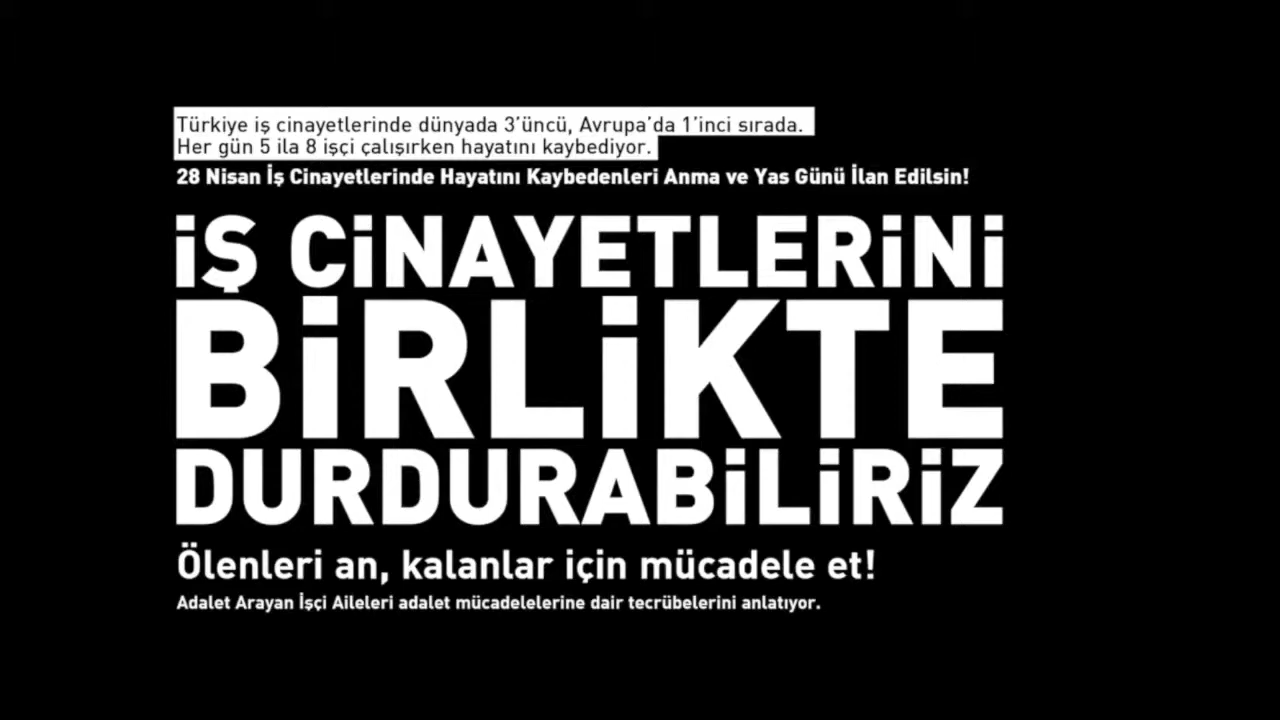 Türkiye iş cinayetlerinde dünyada 3'üncü, Avrupa'da 1'inci sırada.
Her gün 5 ila 8 işçi çalışırken hayatını kaybediyor.
28 Nisan İş Cinayetlerinde Hayatını Kaybedenleri Anma ve Yas Günü İlan Edilsin!
İŞ CİNAYETLERİNİ
BİRLİKTE
DURDURABİLİRİZ
Ölenleri an, kalanlar için mücadele et!
Adalet Arayan İşçi Aileleri adalet mücadelelerine dair tecrübelerini anlatıyor.